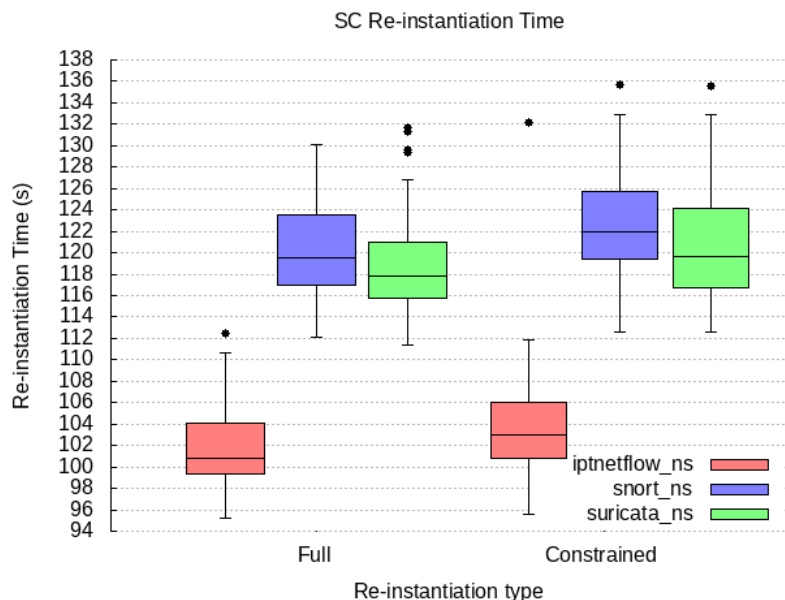 SC Re-instantiation Time
Re-instantiation Time (s)
138
136
134
132
130
128
126
124
122
120
118
116
114
112
110
108
106
104
102
100
98
96
94
iptnetflow_ns
snort_ns
suricata_ns
Full
Constrained
Re-instantiation type